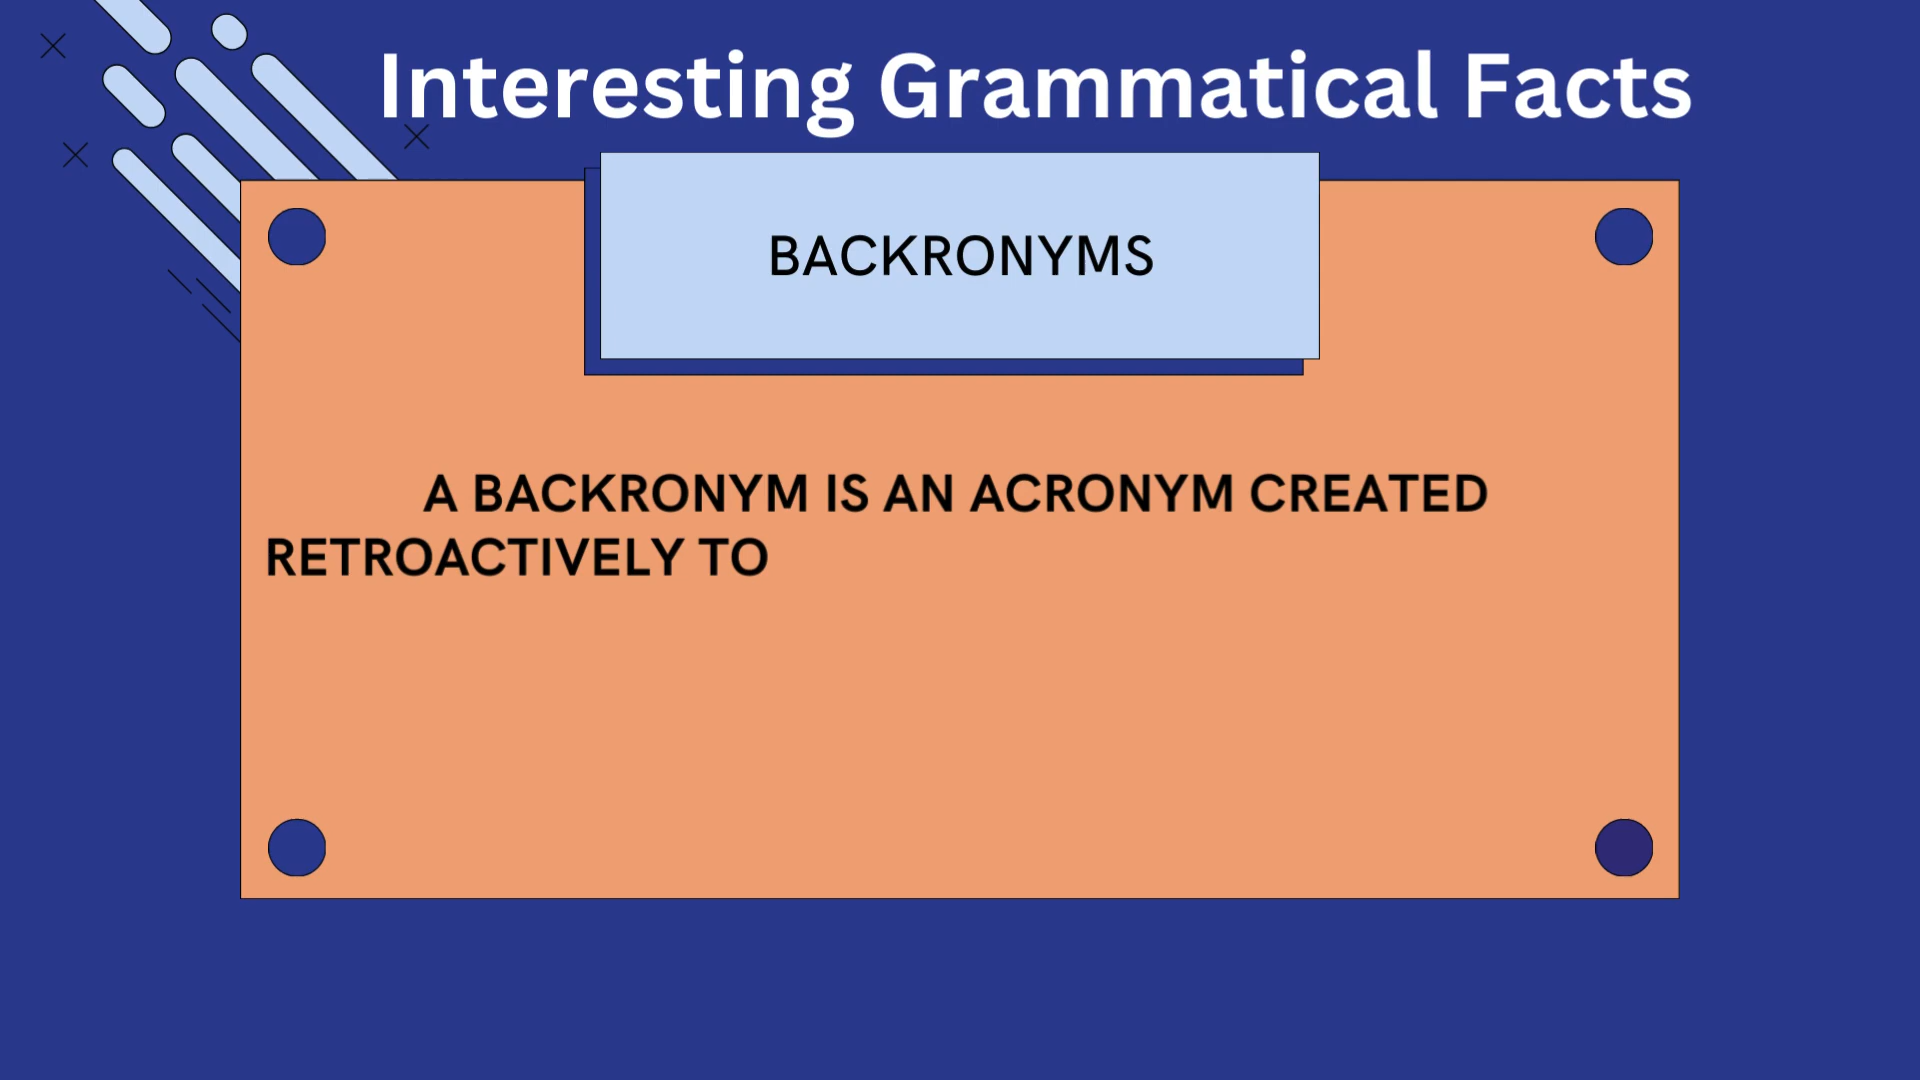 Interesting Grammatical Facts
BACKRONYMS
A BACKRONYM IS AN ACRONYM CREATED
RETROACTIVELY TO